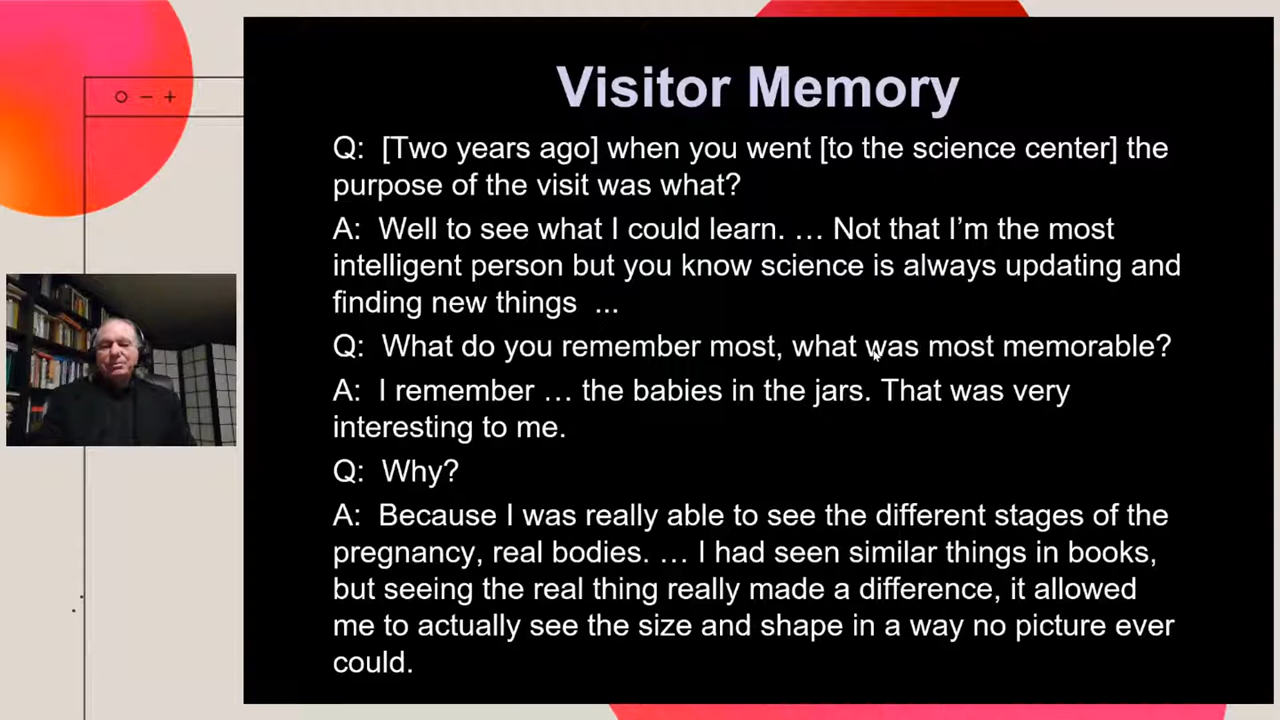 Visitor Memory
Q: [Two years ago] when you went [to the science center] the
purpose of the visit was what?
A: Well to see what I could learn. … Not that I’m the most
intelligent person but you know science is always updating and
finding new things ...
Q: What do you remember most, what was most memorable?
A: I remember … the babies in the jars. That was very
interesting to me.
Q: Why?
A: Because I was really able to see the different stages of the
pregnancy, real bodies. … I had seen similar things in books,
but seeing the real thing really made a difference, it allowed
me to actually see the size and shape in a way no picture ever
could.